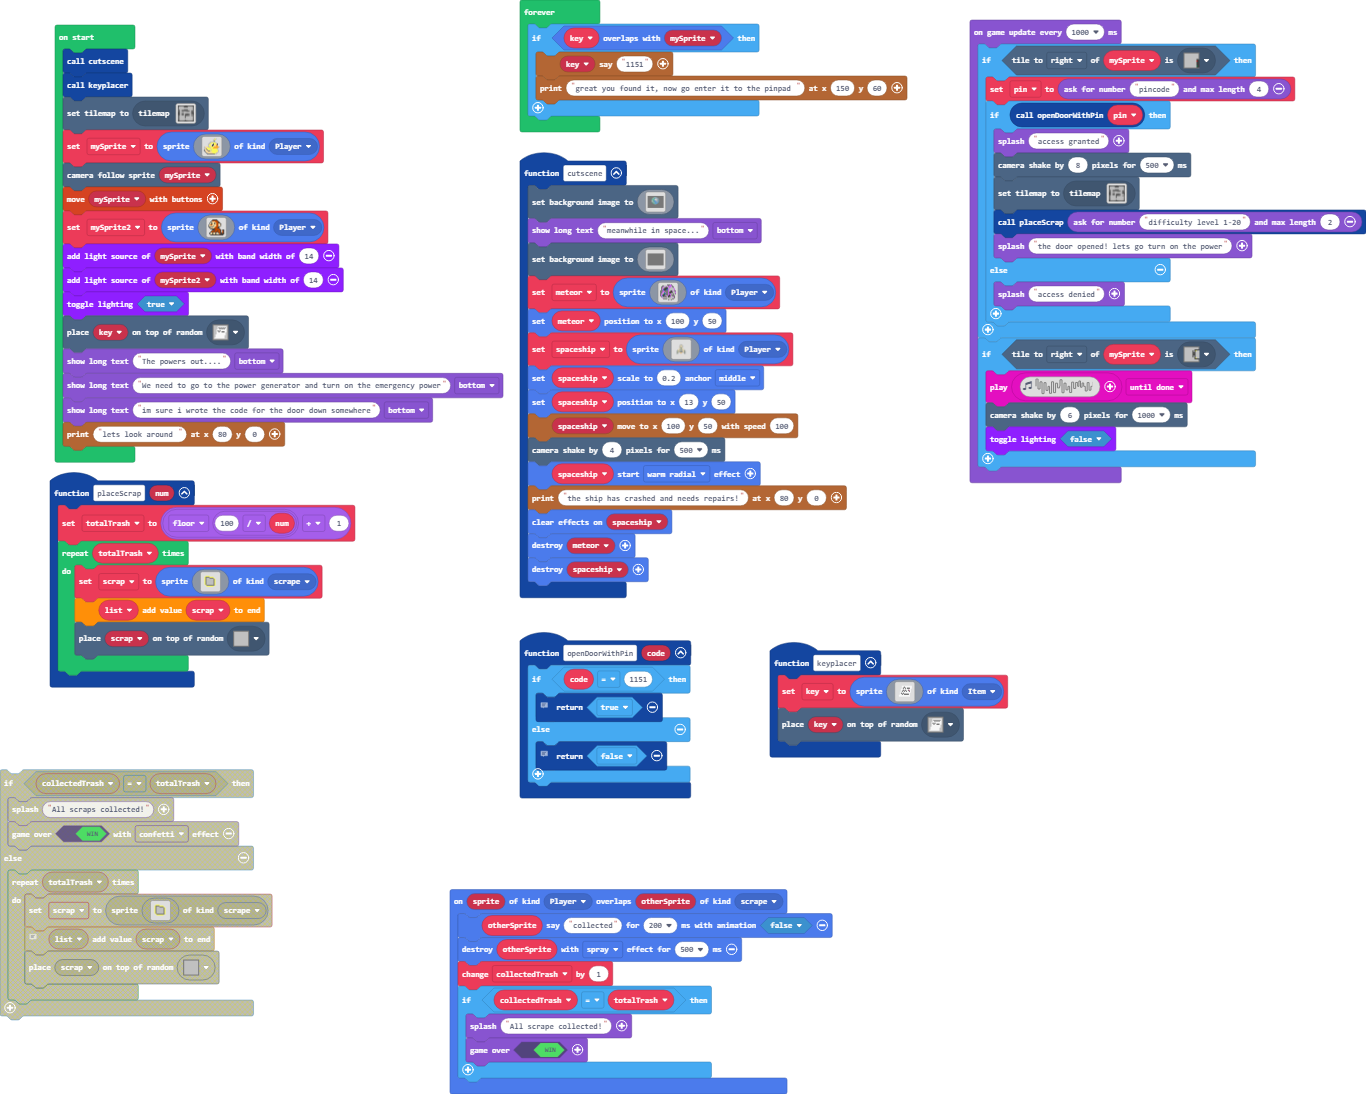 on start
call cutscene
call keyplacer
set tilemap to tilemap
set mySprite to sprite of kind Player
camera follow sprite mySprite
move mySprite with buttons
set mySprite2 to sprite of kind Player
add light source of mySprite with band width of 14
add light source of mySprite2 with band width of 14
toggle lighting true
place key on top of random
show long text "The powers out...." bottom
show long text "We need to go to the power generator and turn on the emergency power" bottom
show long text "im sure i wrote the code for the door down somewhere" bottom
print "lets look around " at x 80 y 0
function placeScrap num
set totalTrash to floor 100 / num ÷ 1
repeat totalTrash times
do
set scrap to sprite of kind scrape
list add value scrap to end
place scrap on top of random
if collectedTrash = totalTrash then
splash "All scraps collected!"
game over WIN with confetti effect
else
repeat totalTrash times
do
set scrap to sprite of kind scrape
list add value scrap to end
place scrap on top of random
forever
if key overlaps with mySprite then
key say "1151"
print "great you found it, now go enter it to the pinpad " at x 150 y 60
function cutscene
set background image to
show long text "meanwhile in space..." bottom
set background image to
set meteor to sprite of kind Player
set meteor position to x 100 y 50
set spaceship to sprite of kind Player
set spaceship scale to 0.2 anchor middle
set spaceship position to x 13 y 50
spaceship move to x 100 y 50 with speed 100
camera shake by 4 pixels for 500 ms
spaceship start warm radial effect
print "the ship has crashed and needs repairs!" at x 80 y 0
clear effects on spaceship
destroy meteor
destroy spaceship
function openDoorWithPin code
if code = 1151 then
return true
else
return false
function keyplacer
set key to sprite of kind Item
place key on top of random
on game update every 1000 ms
if tile to right of mySprite is then
set pin to ask for number "pincode" and max length 4
if call openDoorWithPin pin then
splash "access granted"
camera shake by 8 pixels for 500 ms
set tilemap to tilemap
call placeScrap ask for number "difficulty level 1-20" and max length 2
splash "the door opened! lets go turn on the power"
else
splash "access denied"
if tile to right of mySprite is then
play until done
camera shake by 6 pixels for 1000 ms
toggle lighting false
on sprite of kind Player overlaps otherSprite of kind scrape
otherSprite say "collected" for 200 ms with animation false
destroy otherSprite with spray effect for 500 ms
change collectedTrash by 1
if collectedTrash = totalTrash then
splash "All scrape collected!"
game over WIN